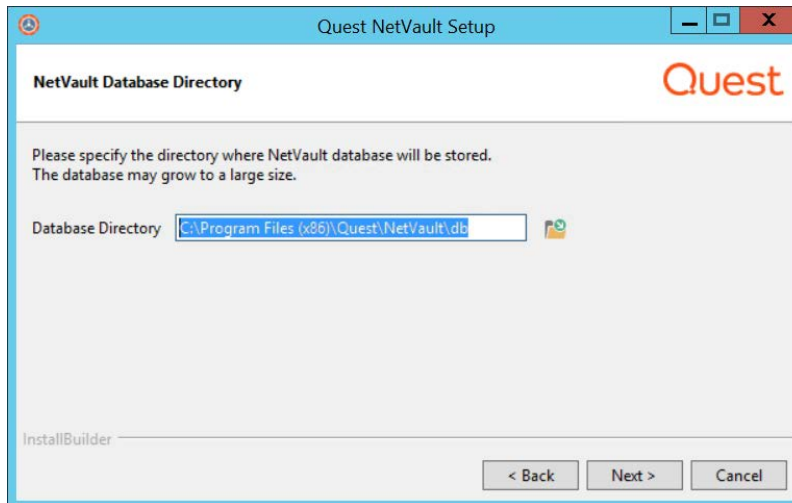 Quest NetVault Setup
NetVault Database Directory
Quest
Please specify the directory where NetVault database will be stored.
The database may grow to a large size.
Database Directory C:\Program Files (x86)\Quest\NetVault\db
InstallBuilder
< Back Next > Cancel